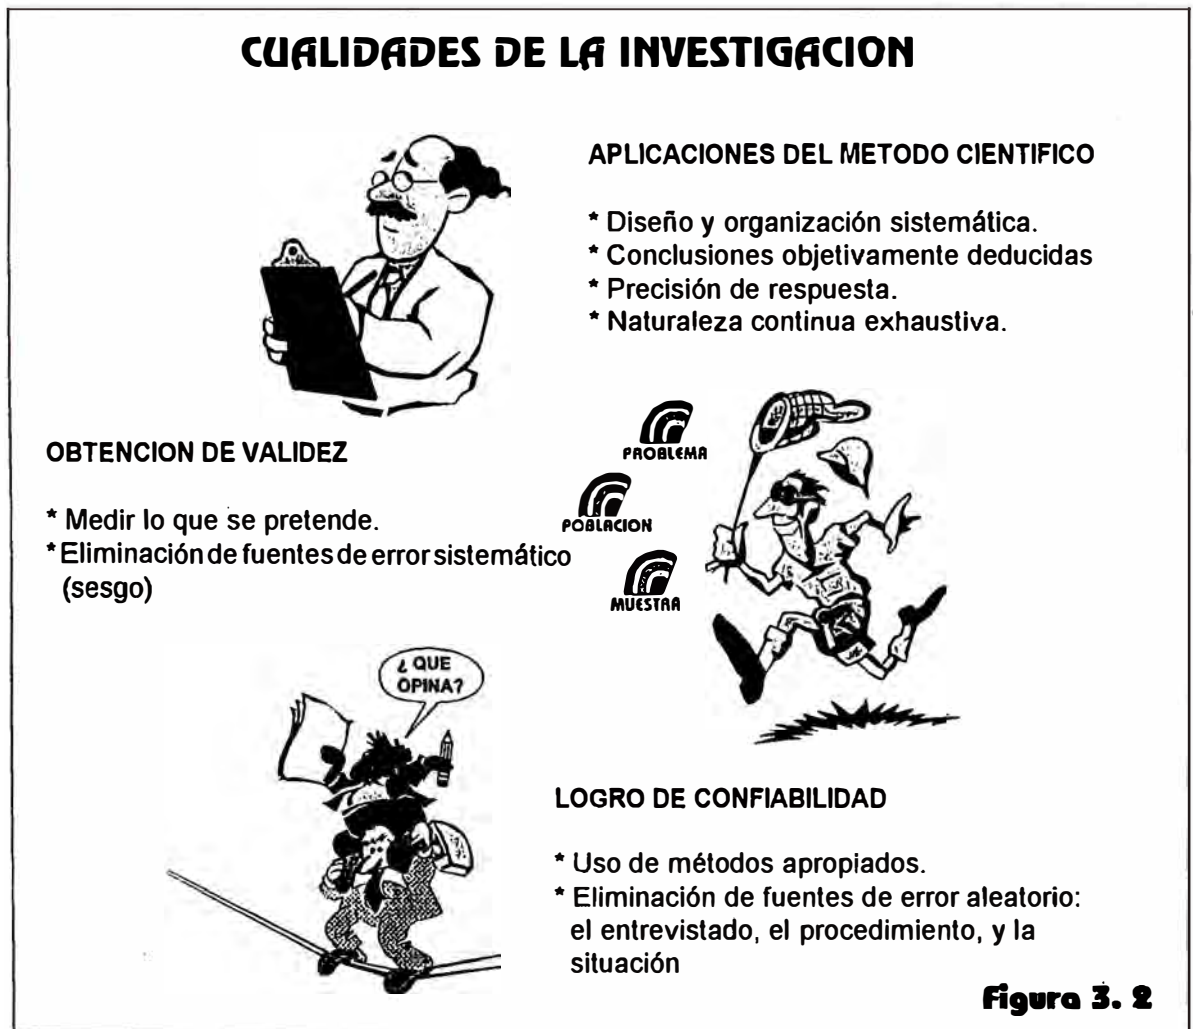 CUALIDADES DE LA INVESTIGACION
APLICACIONES DEL METODO CIENTIFICO
* Diseño y organización sistemática.
* Conclusiones objetivamente deducidas
* Precisión de respuesta.
* Naturaleza continua exhaustiva.
OBTENCION DE VALIDEZ
* Medir lo que se pretende.
* Eliminación de fuentes de error sistemático
(sesgo)
PROBLEMA
POBLACION
MUESTRA
¿ QUE
OPINA?
LOGRO DE CONFIABILIDAD
* Uso de métodos apropiados.
* Eliminación de fuentes de error aleatorio:
el entrevistado, el procedimiento, y la
situación
Figura 3. 2